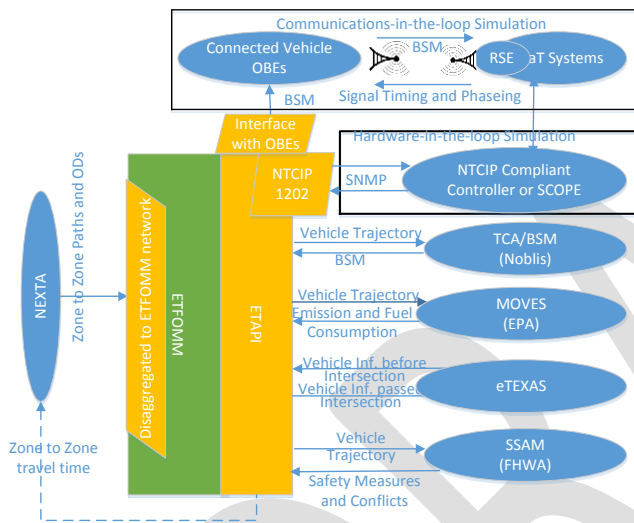 Communications-in-the-loop Simulation
Connected Vehicle
OBEs
BSM
RSE
aT Systems
Signal Timing and Phaseing
BSM
Interface
with OBEs
Hardware-in-the-loop Simulation
NTCIP
1202
SNMP
NTCIP Compliant
Controller or SCOPE
Vehicle Trajectory
BSM
TCA/BSM
(Noblis)
NEXTA
Zone to Zone Paths and ODs
Disaggregated to ETFOMM network
ETFOMM
ETAPI
Vehicle Trajectory
Emission and Fuel
Consumption
MOVES
(EPA)
Vehicle Inf. before
Intersection
Vehicle Inf. passed
Intersection
eTEXAS
Zone to Zone
travel time
Vehicle
Trajectory
SSAM
(FHWA)
Safety Measures
and Conflicts